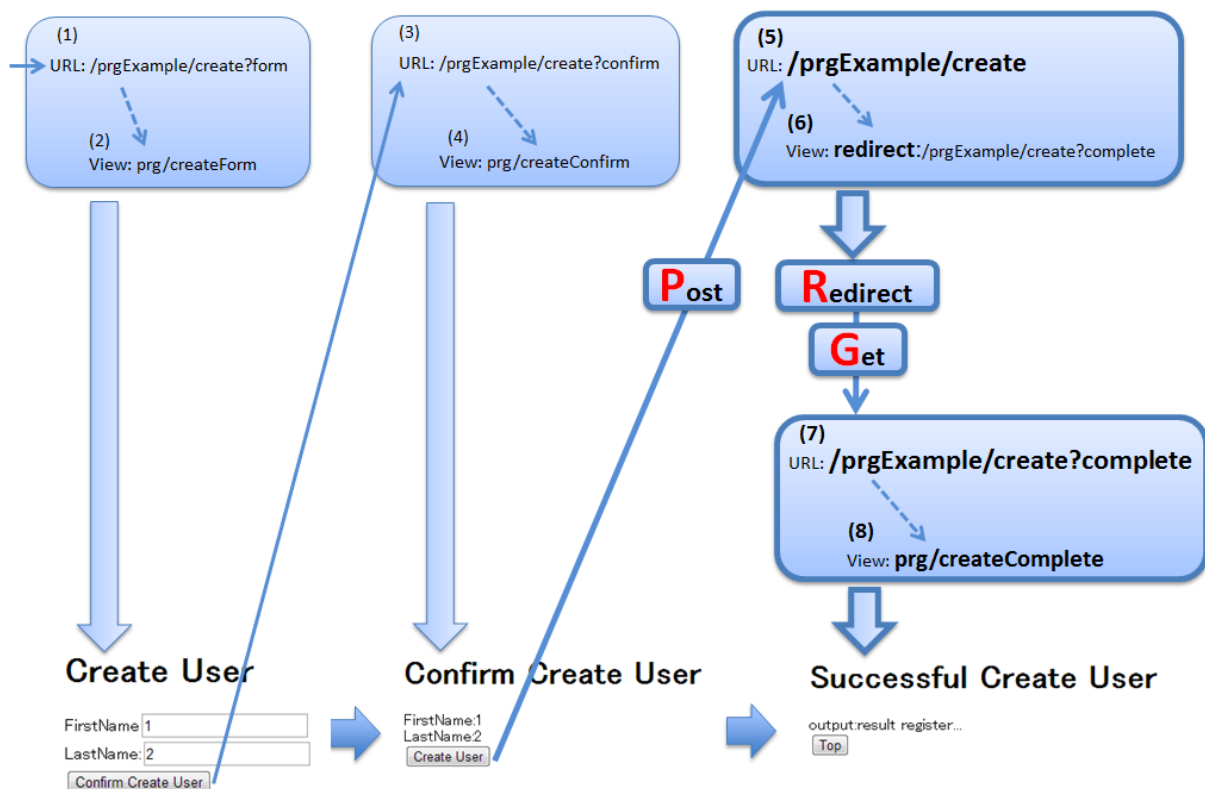 (1)
URL: /prgExample/create?form
(2)
View: prg/createForm
(3)
URL: /prgExample/create?confirm
(4)
View: prg/createConfirm
(5)
URL: /prgExample/create
(6)
View: redirect:/prgExample/create?complete
Post
Redirect
Get
(7)
URL: /prgExample/create?complete
(8)
View: prg/createComplete
Create User
FirstName 1
LastName: 2
Confirm Create User
Confirm Create User
FirstName:1
LastName:2
Create User
Successful Create User
output:result register...
Top